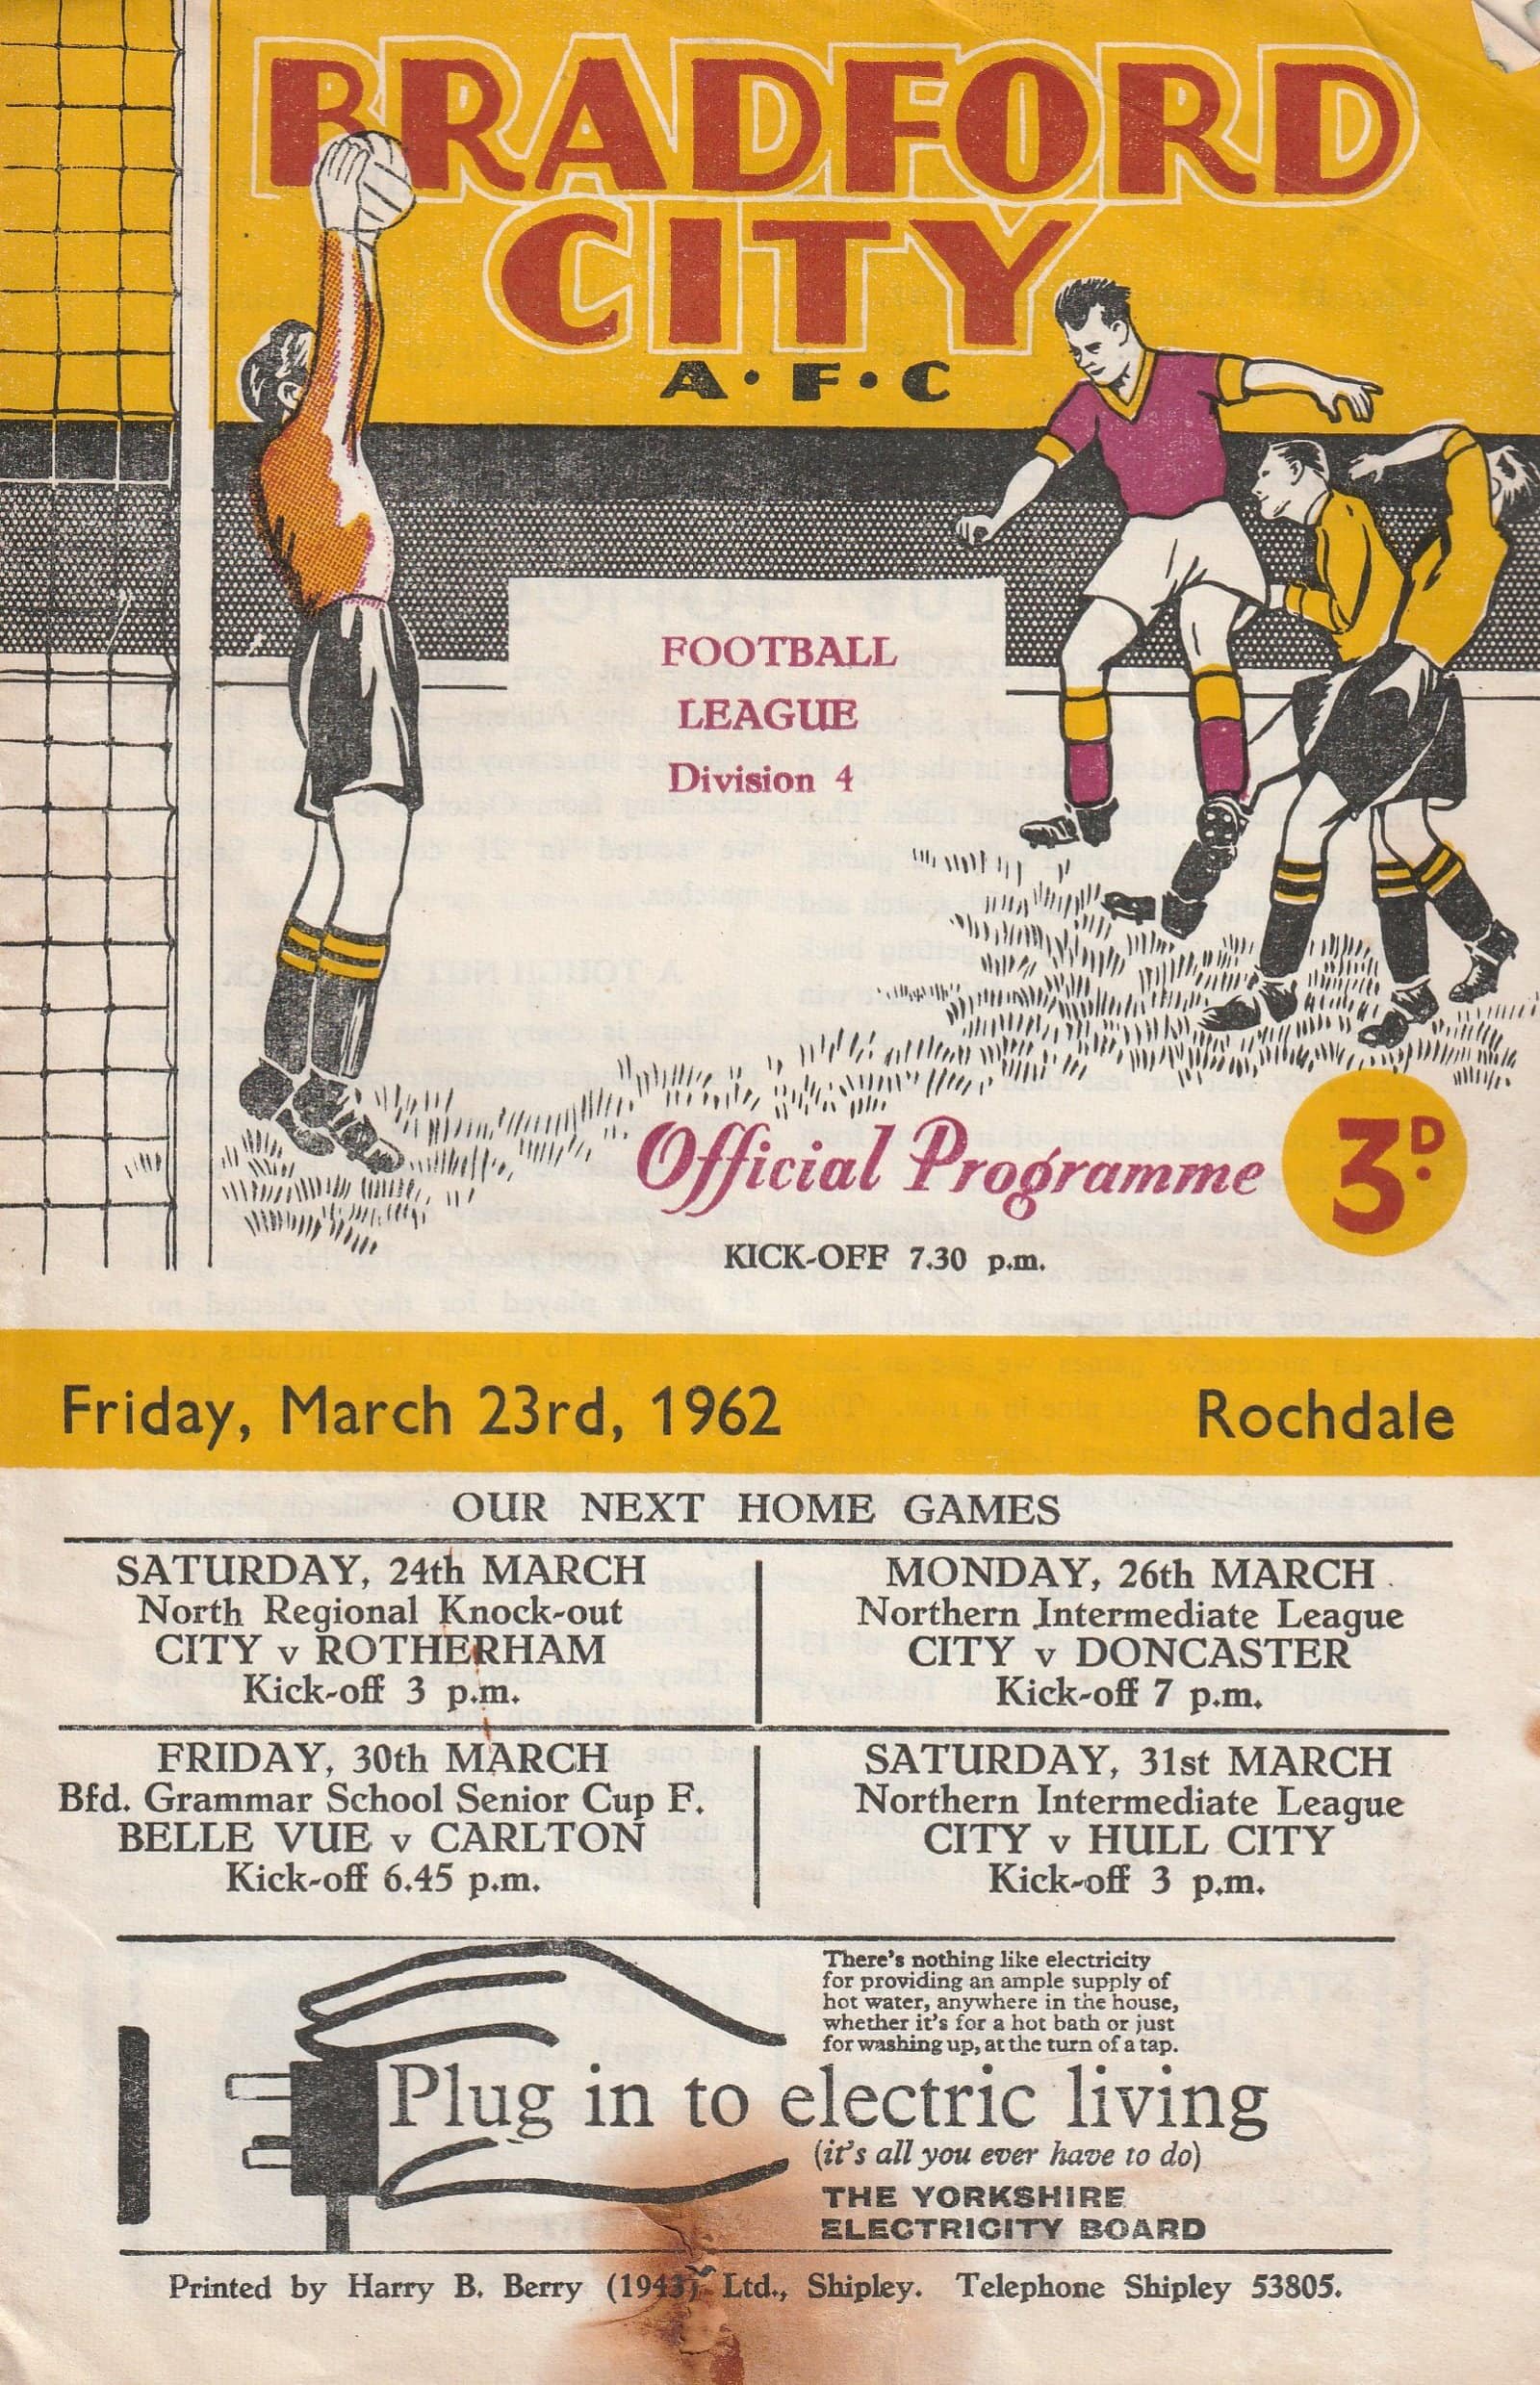 BRADFORD
CITY
A·F·C
FOOTBALL
LEAGUE
Division 4
Official Programme
3D.
KICK-OFF 7.30 p.m.
Friday, March 23rd, 1962
Rochdale
OUR NEXT HOME GAMES
SATURDAY, 24th MARCH
North Regional Knock-out
CITY v ROTHERHAM
Kick-off 3 p.m.
MONDAY, 26th MARCH
Northern Intermediate League
CITY v DONCASTER
Kick-off 7 p.m.
FRIDAY, 30th MARCH
Bfd. Grammar School Senior Cup F.
BELLE VUE v CARLTON
Kick-off 6.45 p.m.
SATURDAY, 31st MARCH
Northern Intermediate League
CITY v HULL CITY
Kick-off 3 p.m.
There's nothing like electricity
for providing an ample supply of
hot water, anywhere in the house,
whether it's for a hot bath or just
for washing up, at the turn of a tap.
Plug in to electric living
(it's all you ever have to do)
THE YORKSHIRE
ELECTRICITY BOARD
Printed by Harry B. Berry (1943) Ltd., Shipley. Telephone Shipley 53805.